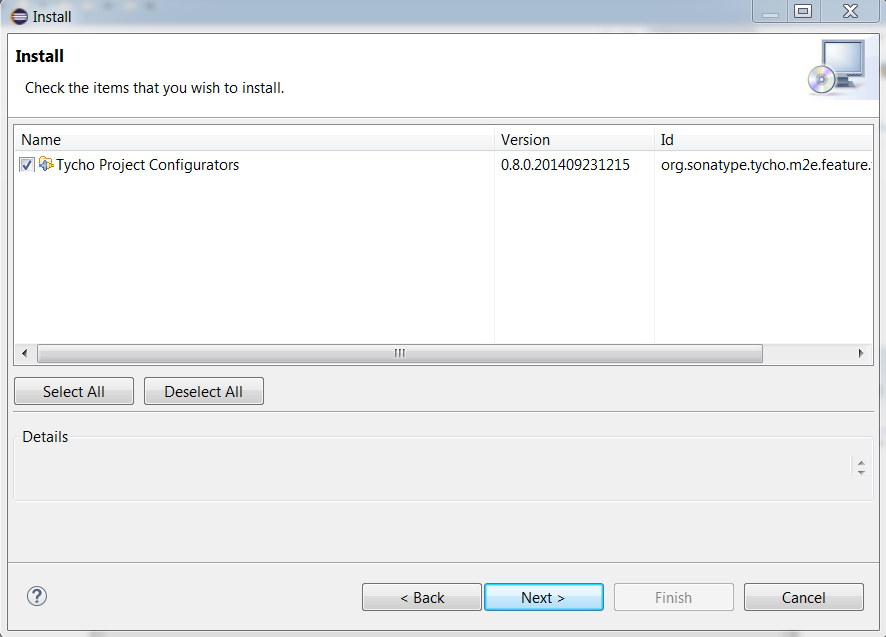 Install
Install
Check the items that you wish to install.
Name Version Id
Tycho Project Configurators 0.8.0.201409231215 org.sonatype.tycho.m2e.feature.
Select All Deselect All
Details
? < Back Next > Finish Cancel